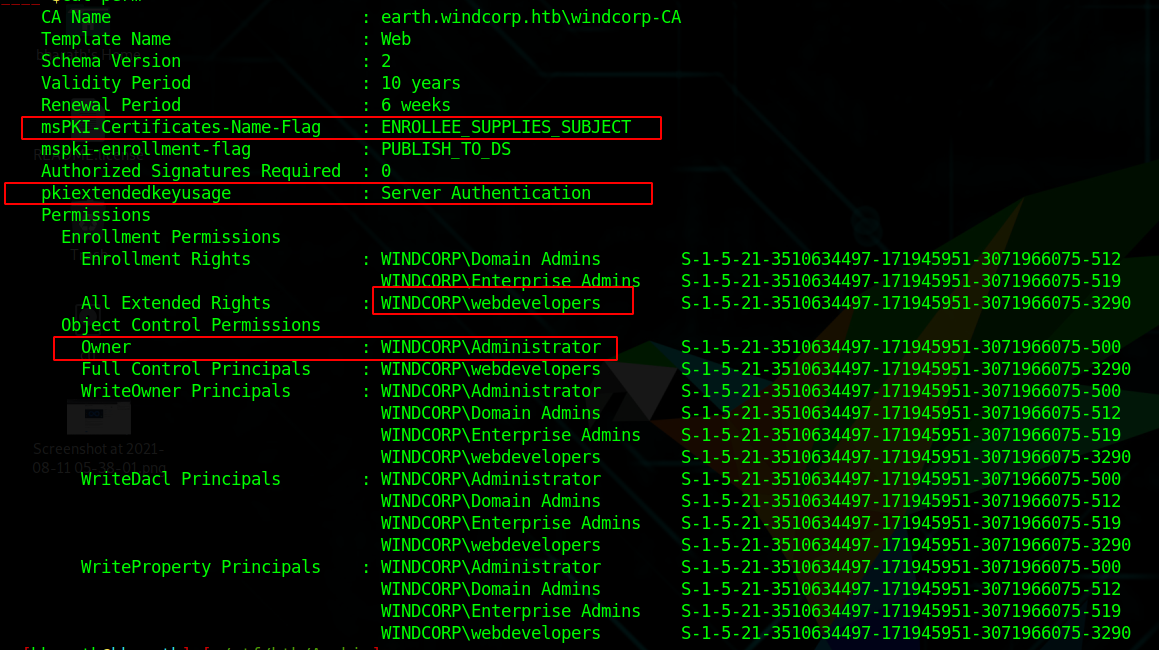 CA Name : earth.windcorp.htb\windcorp-CA
Template Name : Web
Schema Version : 2
Validity Period : 10 years
Renewal Period : 6 weeks
msPKI-Certificates-Name-Flag : ENROLLEE_SUPPLIES_SUBJECT
mspki-enrollment-flag : PUBLISH_TO_DS
Authorized Signatures Required : 0
pkiextendedkeyusage : Server Authentication
Permissions
Enrollment Permissions
Enrollment Rights : WINDCORP\Domain Admins S-1-5-21-3510634497-171945951-3071966075-512
WINDCORP\Enterprise Admins S-1-5-21-3510634497-171945951-3071966075-519
All Extended Rights : WINDCORP\webdevelopers S-1-5-21-3510634497-171945951-3071966075-3290
Object Control Permissions
Owner : WINDCORP\Administrator S-1-5-21-3510634497-171945951-3071966075-500
Full Control Principals : WINDCORP\webdevelopers S-1-5-21-3510634497-171945951-3071966075-3290
WriteOwner Principals : WINDCORP\Administrator S-1-5-21-3510634497-171945951-3071966075-500
WINDCORP\Domain Admins S-1-5-21-3510634497-171945951-3071966075-512
WINDCORP\Enterprise Admins S-1-5-21-3510634497-171945951-3071966075-519
WINDCORP\webdevelopers S-1-5-21-3510634497-171945951-3071966075-3290
Screenshot at 2021-
08-11 05-38-01.png
WriteDacl Principals : WINDCORP\Administrator S-1-5-21-3510634497-171945951-3071966075-500
WINDCORP\Domain Admins S-1-5-21-3510634497-171945951-3071966075-512
WINDCORP\Enterprise Admins S-1-5-21-3510634497-171945951-3071966075-519
WINDCORP\webdevelopers S-1-5-21-3510634497-171945951-3071966075-3290
WriteProperty Principals : WINDCORP\Administrator S-1-5-21-3510634497-171945951-3071966075-500
WINDCORP\Domain Admins S-1-5-21-3510634497-171945951-3071966075-512
WINDCORP\Enterprise Admins S-1-5-21-3510634497-171945951-3071966075-519
WINDCORP\webdevelopers S-1-5-21-3510634497-171945951-3071966075-3290